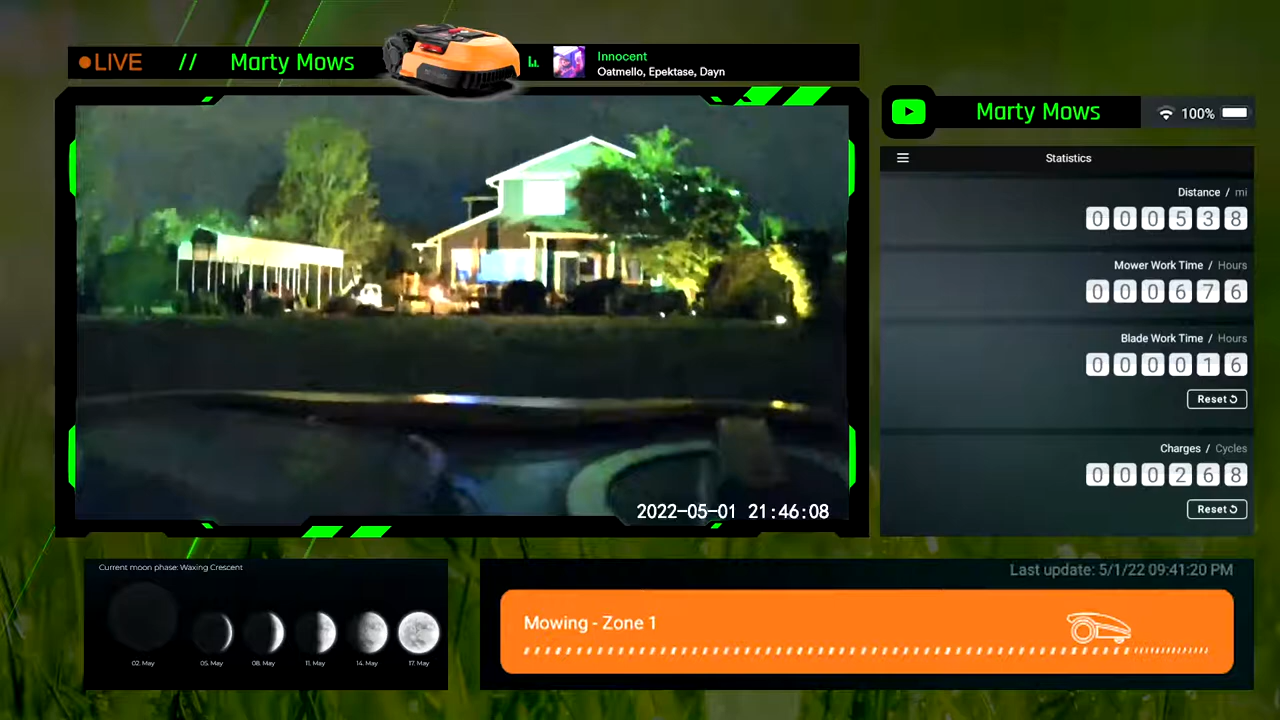 LIVE // Marty Mows
Innocent
Oatmello, Epektase, Dayn
Marty Mows
100%
Statistics
Distance / mi
000538
Mower Work Time / Hours
000676
Blade Work Time / Hours
000016
Reset
Charges / Cycles
000268
Reset
2022-05-01 21:46:08
Current moon phase: Waxing Crescent
02. May 05. May 08. May 11. May 14. May 17. May
Last update: 5/1/22 09:41:20 PM
Mowing - Zone 1